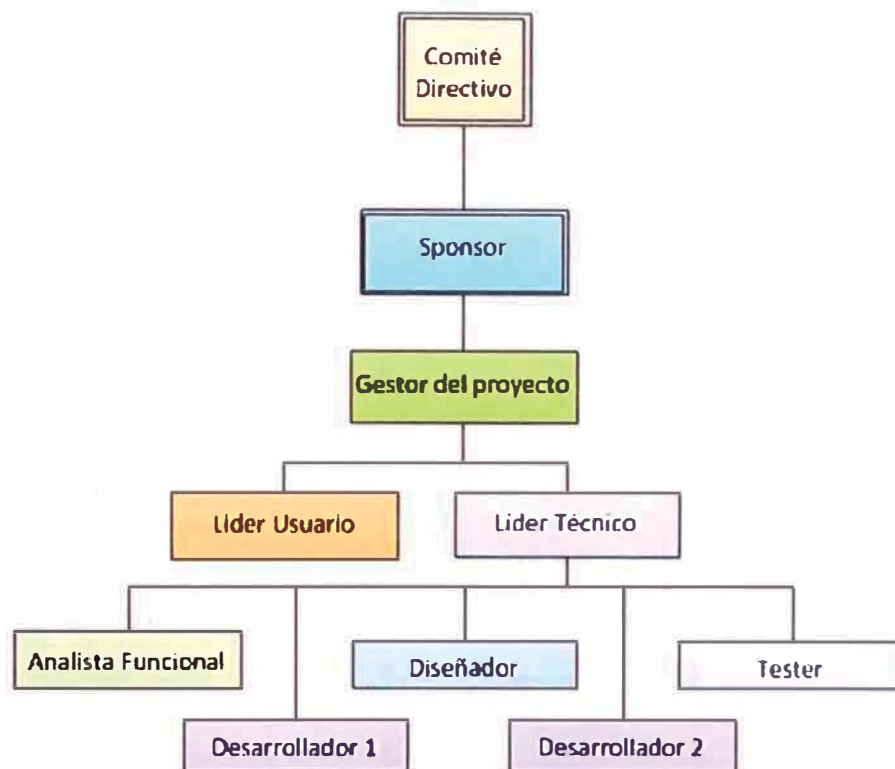 Comité
Directivo
Sponsor
Gestor del proyecto
Lider Usuario
Lider Técnico
Analista Funcional
Diseñador
Tester
Desarrollador 1
Desarrollador 2